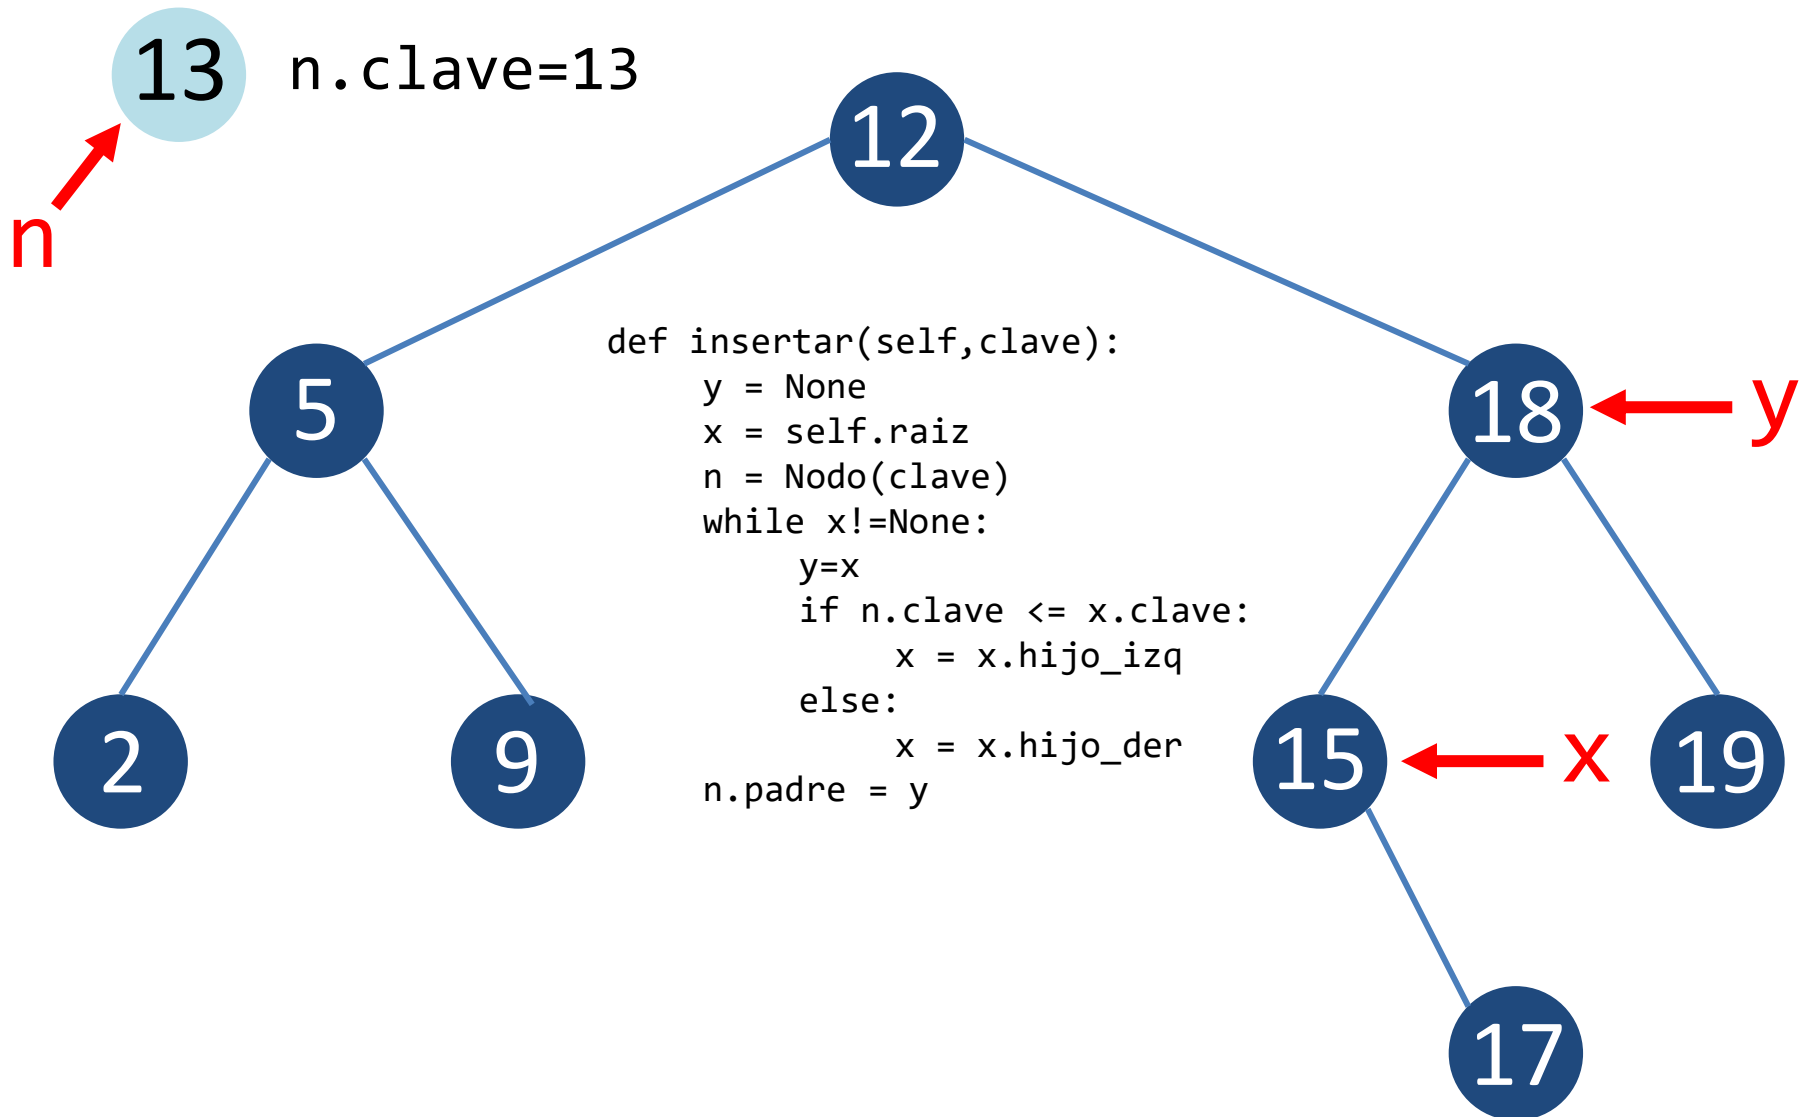 13 n.clave=13
n
12
def insertar(self,clave):
y = None
x = self.raiz
n = Nodo(clave)
while x!=None:
y=x
if n.clave <= x.clave:
x = x.hijo_izq
else:
x = x.hijo_der
n.padre = y
5
18 y
2
9
15 x
19
17